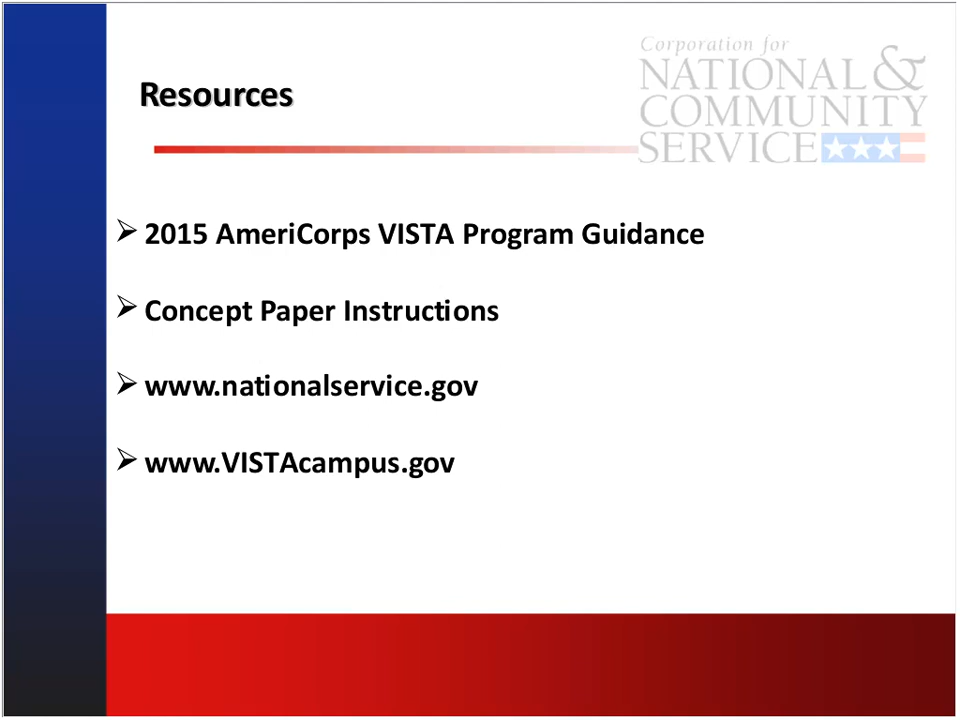 Corporation for
NATIONAL &
COMMUNITY
SERVICE
Resources
➢ 2015 AmeriCorps VISTA Program Guidance
➢ Concept Paper Instructions
➢ www.nationalservice.gov
➢ www.VISTAcampus.gov